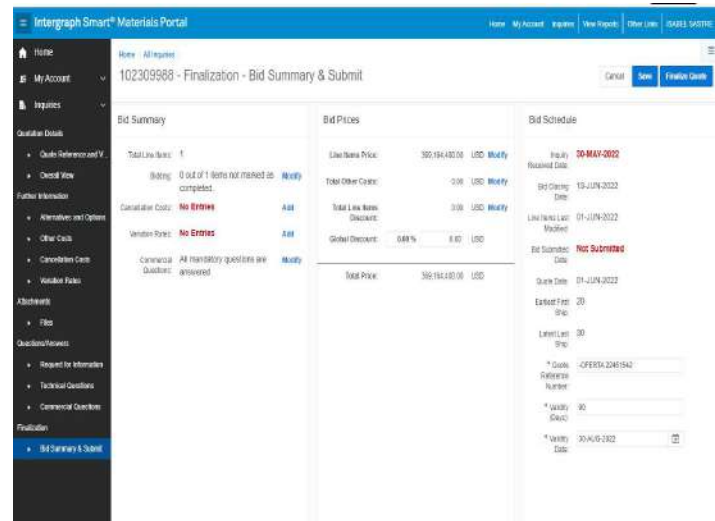 Intergraph Smart® Materials Portal
Home My Account Inquiries View Reports Other Links ISABEL SASTRE
Home
My Account
Inquiries
Quotation Details
Quote Reference and V...
Overall View
Further Information
Alternatives and Options
Other Costs
Cancellation Costs
Variation Rates
Attachments
Files
Questions/Answers
Request for Information
Technical Questions
Commercial Questions
Finalization
Bid Summary & Submit
Home All Inquiries
102309988 - Finalization - Bid Summary & Submit
Cancel Save Finalize Quote
Bid Summary
Total Line Items: 1
Bidding: 0 out of 1 items not marked as completed. Modify
Cancellation Costs: No Entries Add
Variation Rates: No Entries Add
Commercial Questions: All mandatory questions are answered Modify
Bid Prices
Line Items Price: USD Modify
Total Other Costs: 0.00 USD Modify
Total Line Items Discount: 0.00 USD Modify
Global Discount: 0.00 % 0.00 USD
Total Price: USD
Bid Schedule
Inquiry Received Date: 30-MAY-2022
Bid Closing Date: 13-JUN-2022
Line Items Last Modified: 01-JUN-2022
Bid Submitted Date: Not Submitted
Quote Date: 01-JUN-2022
Earliest First Ship: 20
Latest Last Ship: 30
* Quote Reference Number: -OFERTA 22451542
* Validity (Days): 90
* Validity Date: 30-AUG-2022